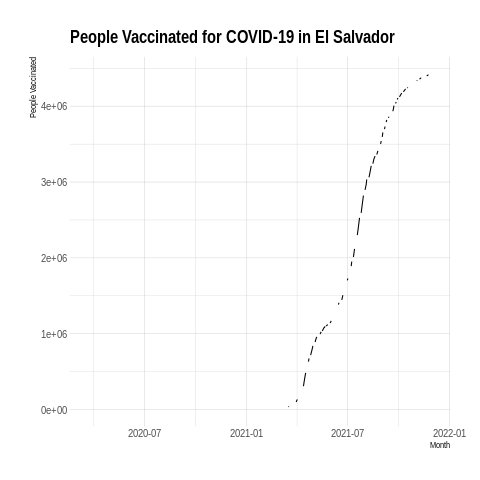 People Vaccinated for COVID-19 in El Salvador
People Vaccinated
4e+06
3e+06
2e+06
1e+06
0e+00
2020-07
2021-01
2021-07
2022-01
Month